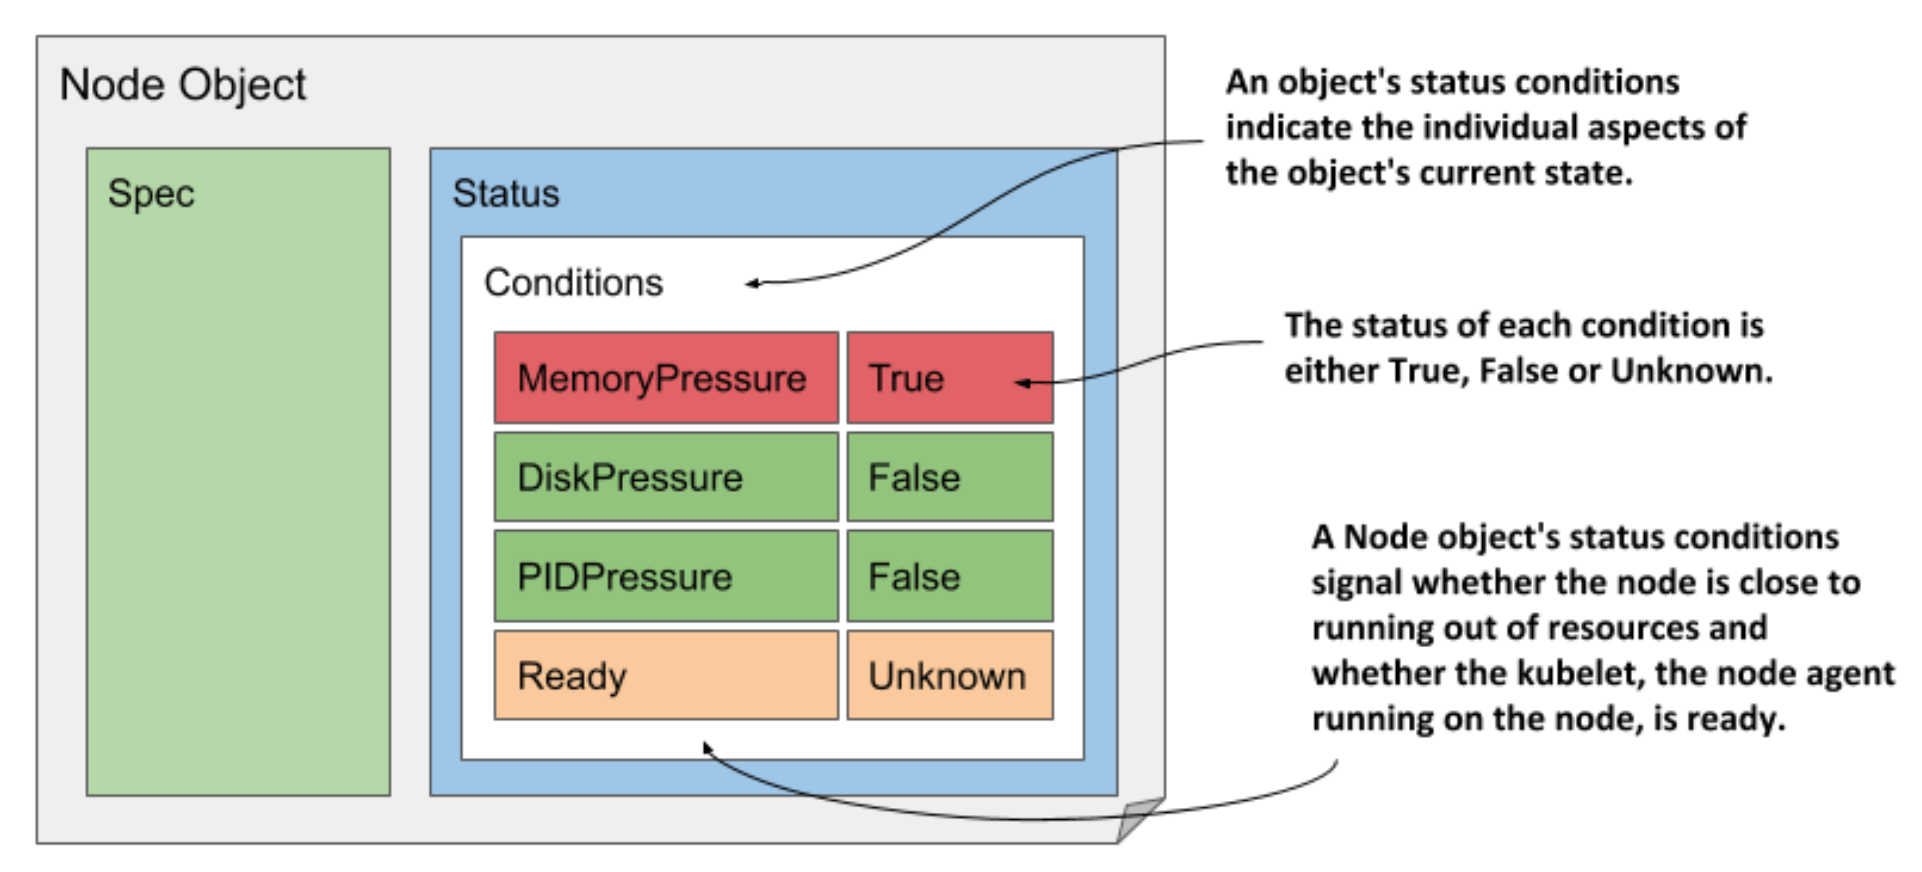 Node Object
Spec
Status
Conditions
MemoryPressure True
DiskPressure False
PIDPressure False
Ready Unknown
An object's status conditions
indicate the individual aspects of
the object's current state.
The status of each condition is
either True, False or Unknown.
A Node object's status conditions
signal whether the node is close to
running out of resources and
whether the kubelet, the node agent
running on the node, is ready.